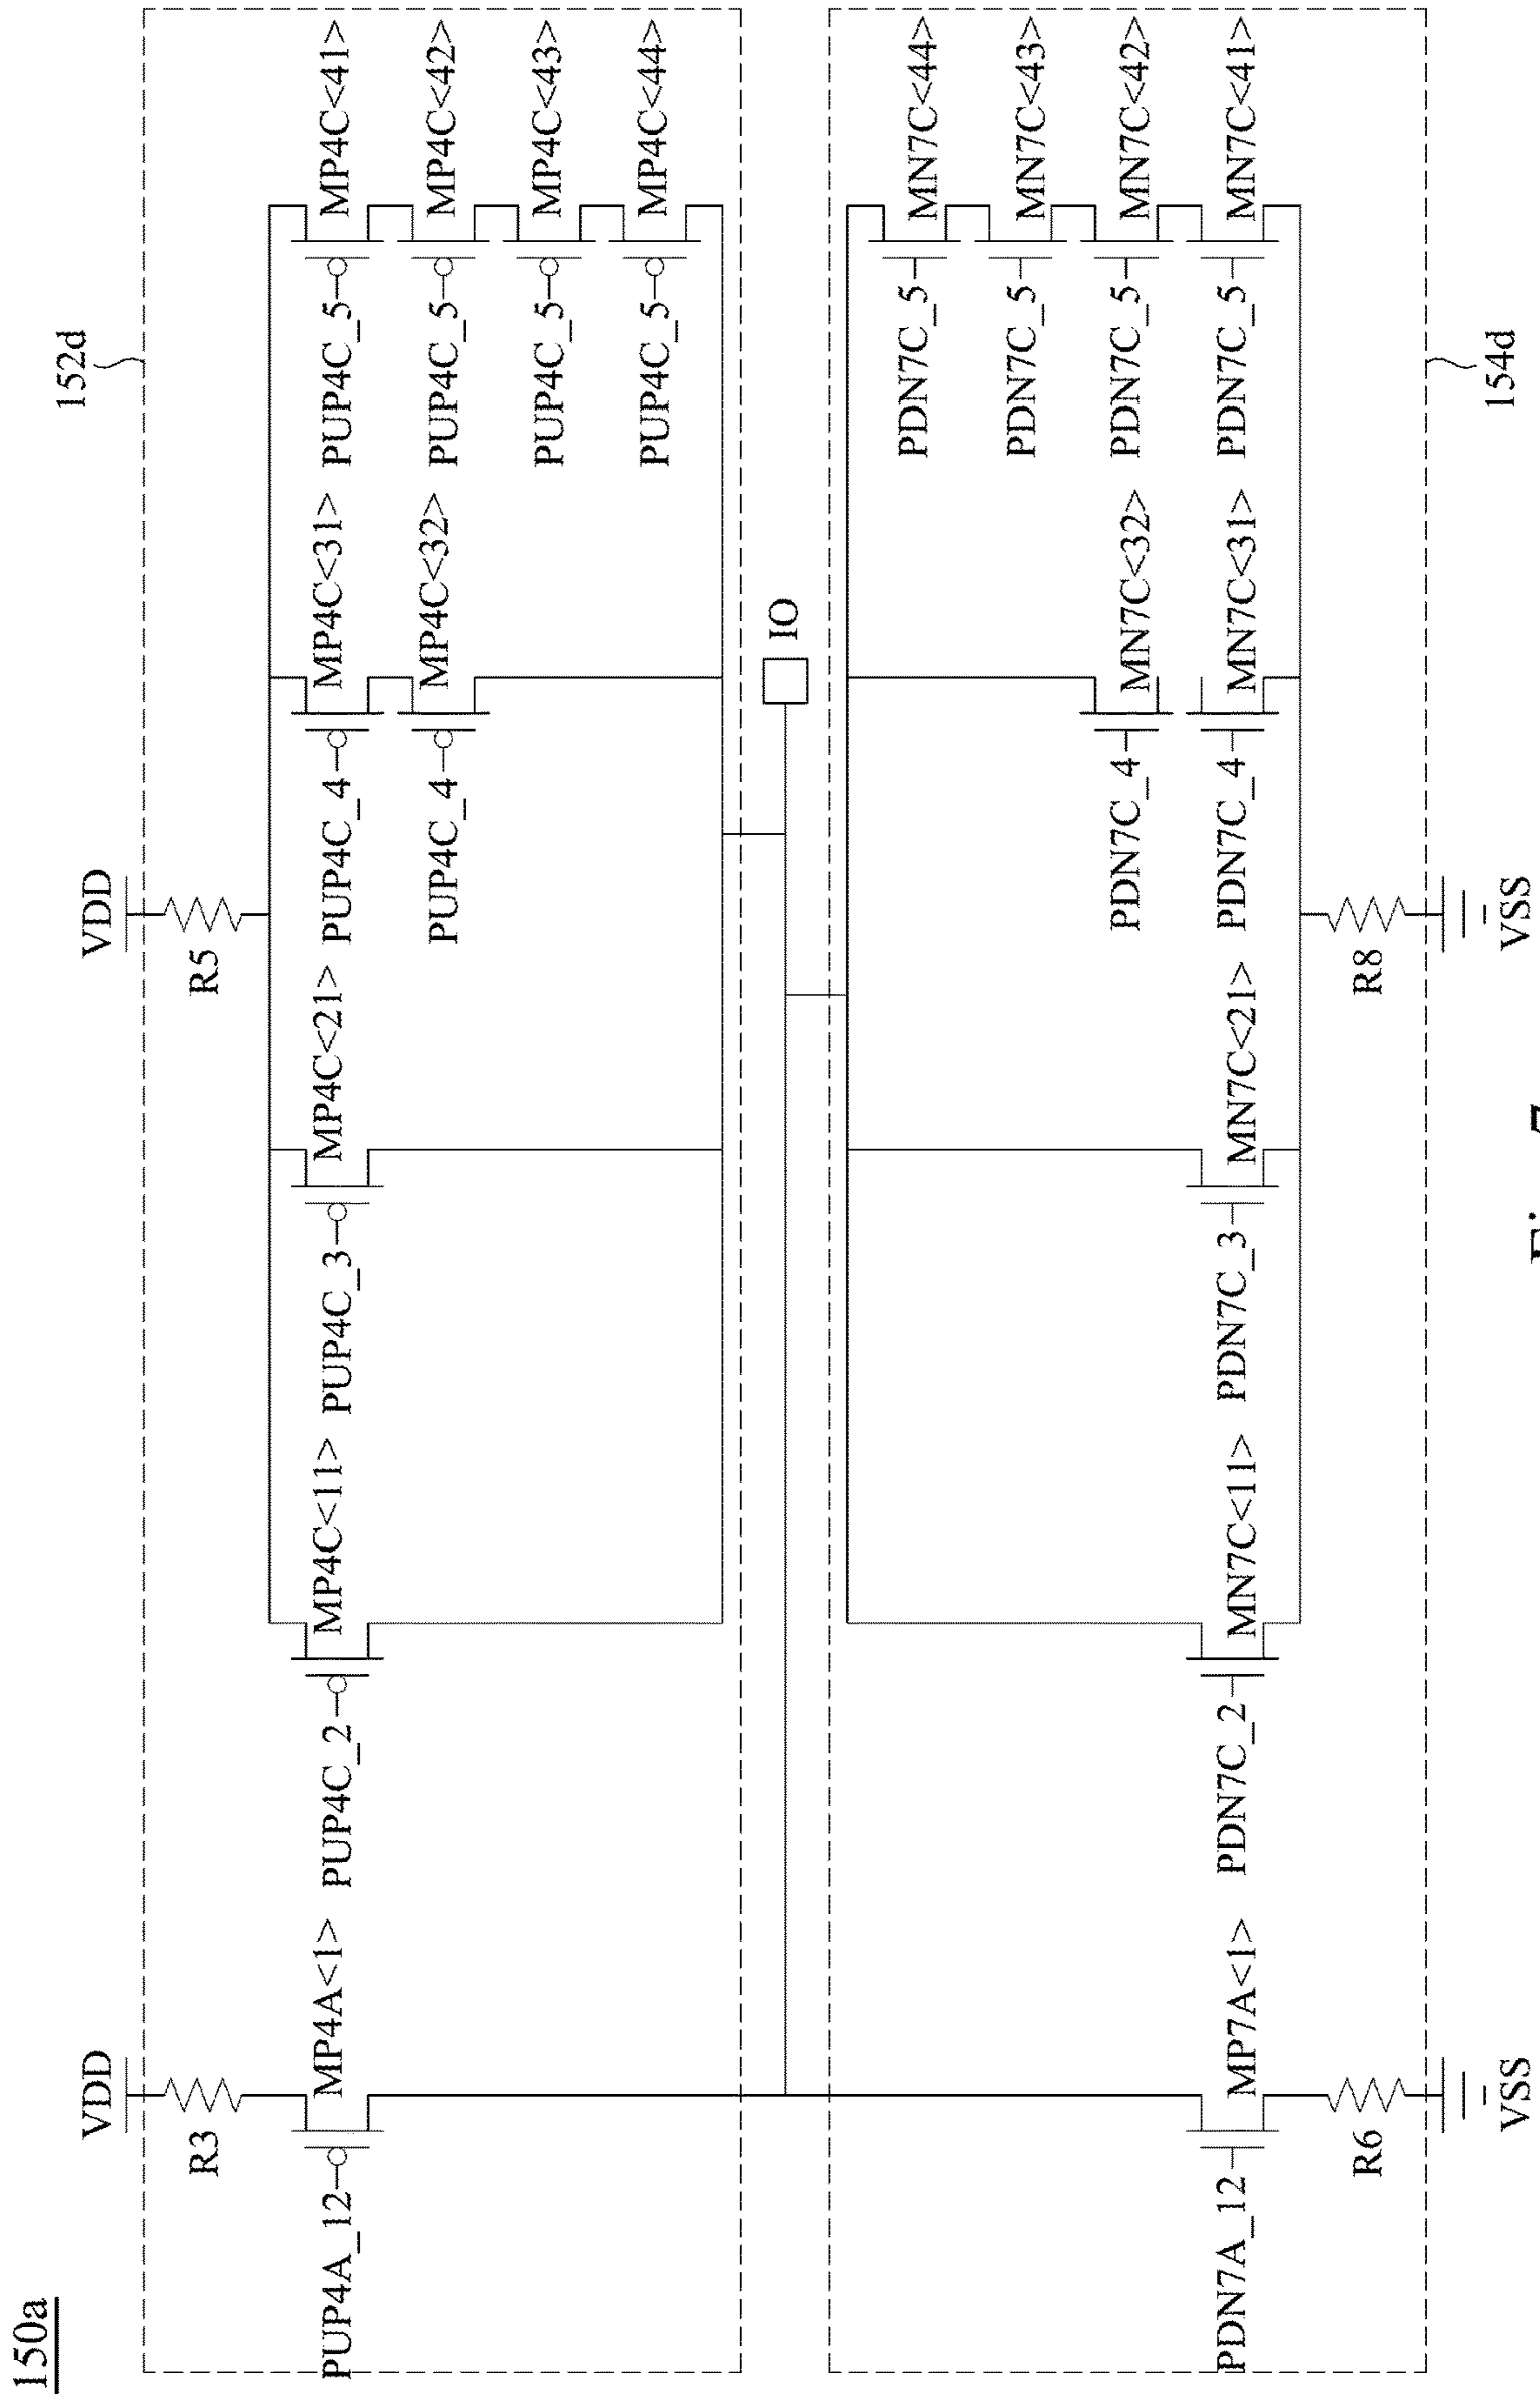 150a
152d
VDD
VDD
R3
R5
PUP4A_12
MP4A<1>
PUP4C_2
MP4C<11>
PUP4C_3
MP4C<21>
PUP4C_4
MP4C<31>
PUP4C_5
MP4C<41>
PUP4C_4
MP4C<32>
PUP4C_5
MP4C<42>
PUP4C_5
MP4C<43>
PUP4C_5
MP4C<44>
IO
PDN7C_5
MN7C<44>
PDN7C_5
MN7C<43>
PDN7C_4
MN7C<32>
PDN7C_5
MN7C<42>
PDN7A_12
MP7A<1>
PDN7C_2
MN7C<11>
PDN7C_3
MN7C<21>
PDN7C_4
MN7C<31>
PDN7C_5
MN7C<41>
R6
R8
VSS
VSS
154d